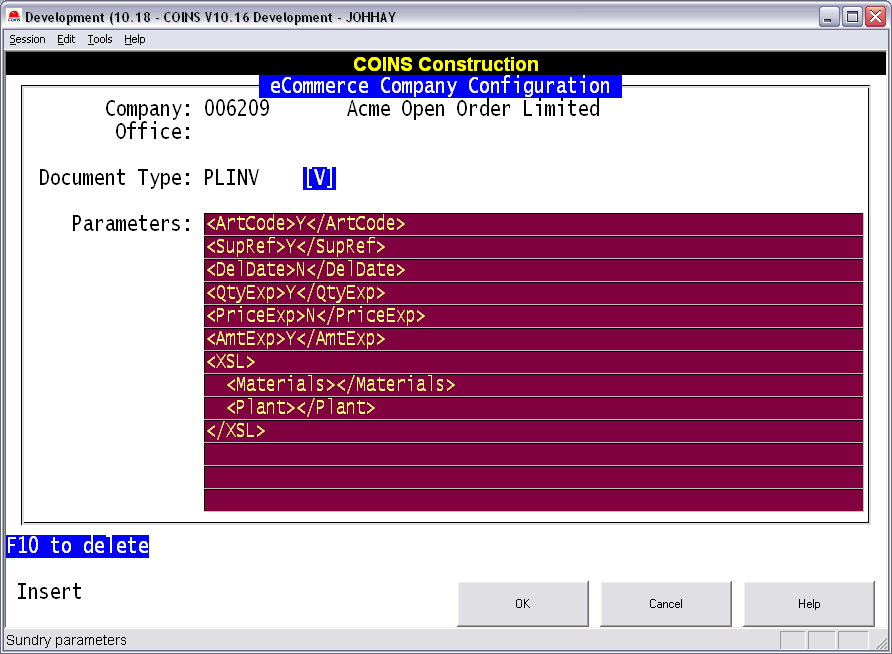 Development (10.18 - COINS V10.16 Development - JOHHAY
Session Edit Tools Help
COINS Construction
eCommerce Company Configuration
Company: 006209 Acme Open Order Limited
Office:
Document Type: PLINV [V]
Parameters: <ArtCode>Y</ArtCode>
<SupRef>Y</SupRef>
<DelDate>N</DelDate>
<QtyExp>Y</QtyExp>
<PriceExp>N</PriceExp>
<AmtExp>Y</AmtExp>
<XSL>
<Materials></Materials>
<Plant></Plant>
</XSL>
F10 to delete
Insert
OK Cancel Help
Sundry parameters